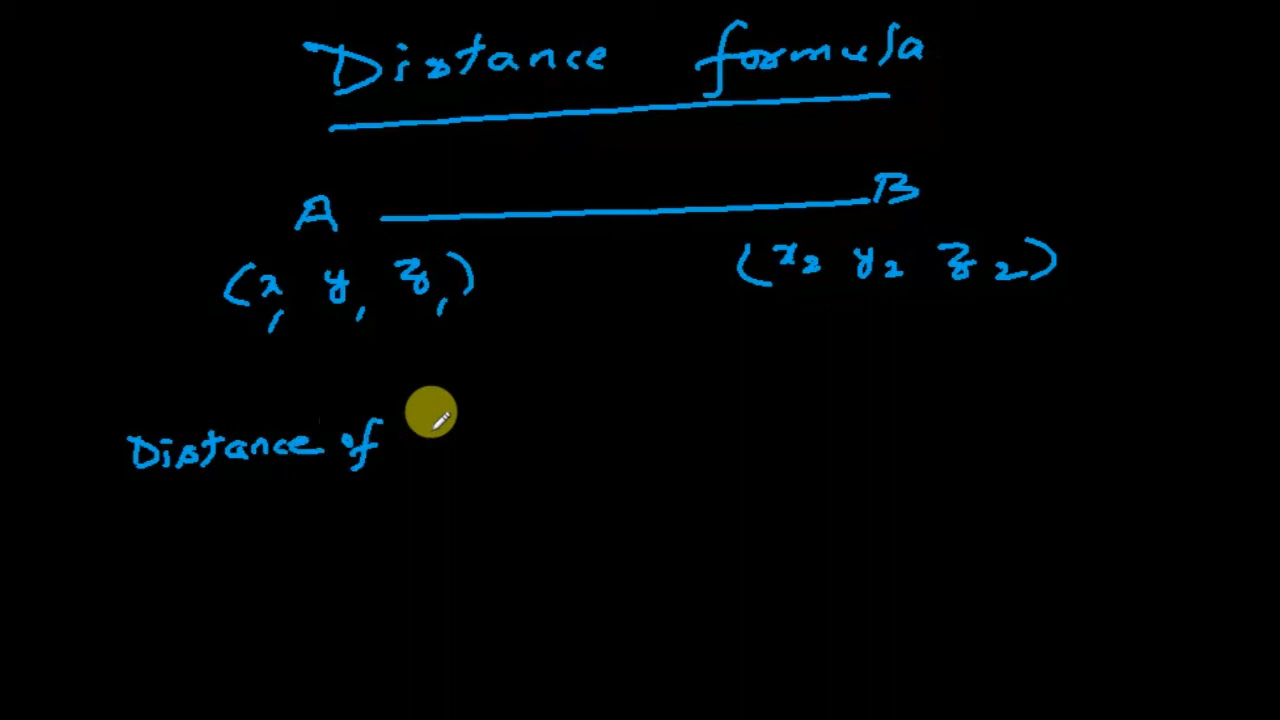 Distance formula
A B
(x₁ y₁ z₁) (x₂ y₂ z₂)
Distance of